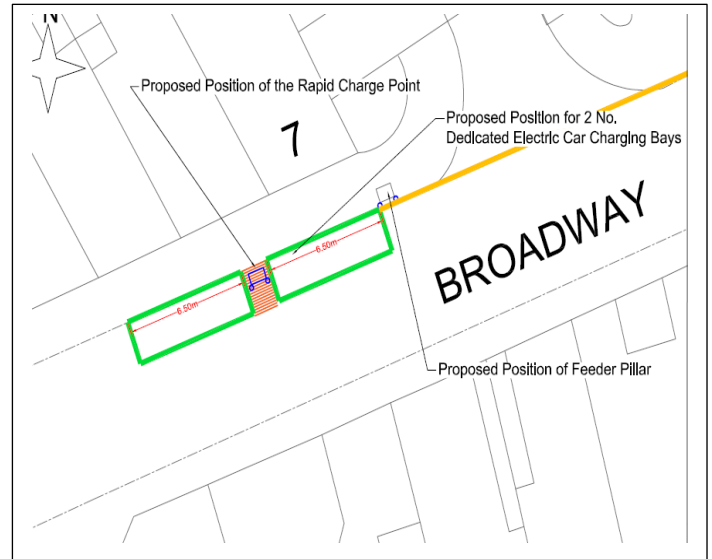 N
Proposed Position of the Rapid Charge Point
7
Proposed Position for 2 No.
Dedicated Electric Car Charging Bays
6.50m
6.50m
BROADWAY
Proposed Position of Feeder Pillar